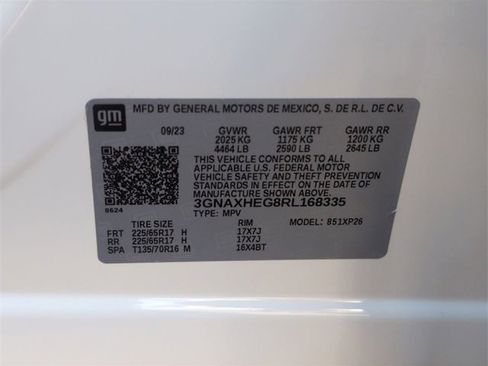 gm
MFD BY GENERAL MOTORS DE MEXICO, S. DE R.L. DE C.V.
09/23 GVWR GAWR FRT GAWR RR
2025 KG 1175 KG 1200 KG
4464 LB 2590 LB 2645 LB
THIS VEHICLE CONFORMS TO ALL
APPLICABLE U.S. FEDERAL MOTOR
VEHICLE SAFETY AND THEFT PREVENTION
STANDARDS IN EFFECT ON THE DATE OF
MANUFACTURE SHOWN ABOVE.
3GNAXHEG8RL168335
8624 TYPE: MPV
TIRE SIZE RIM MODEL: 851XP26
FRT 225/65R17 H 17X7J
RR 225/65R17 H 17X7J
SPA T135/70R16 M 16X4BT